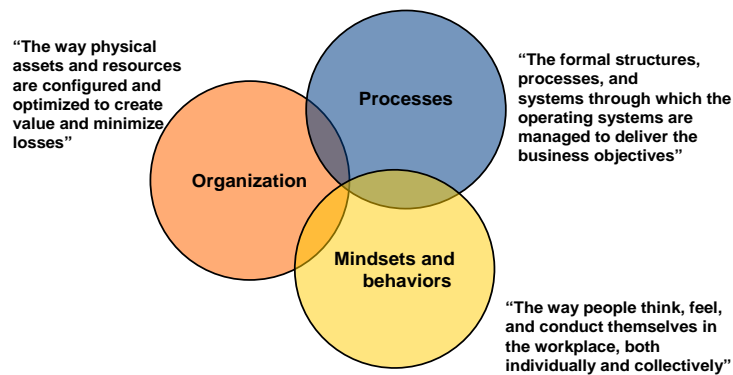 “The way physical
assets and resources
are configured and
optimized to create
value and minimize
losses”
Processes
“The formal structures,
processes, and
systems through which the
operating systems are
managed to deliver the
business objectives”
Organization
Mindsets and
behaviors
“The way people think, feel,
and conduct themselves in
the workplace, both
individually and collectively”